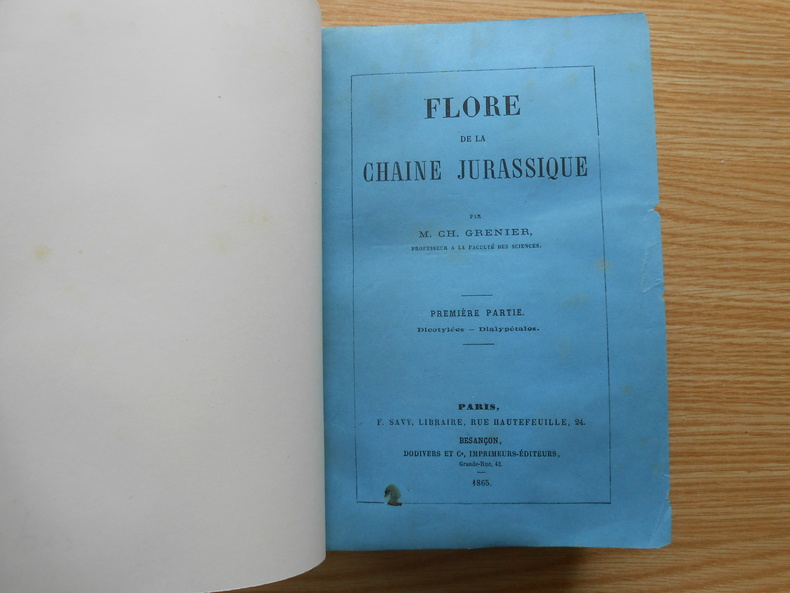 FLORE
DE LA
CHAINE JURASSIQUE
PAR
M. CH. GRENIER,
PROFESSEUR A LA FACULTÉ DES SCIENCES.
PREMIÈRE PARTIE.
Dicotylées — Dialypétales.
PARIS,
F. SAVY, LIBRAIRE, RUE HAUTEFEUILLE, 24.
BESANÇON,
DODIVERS ET Ce, IMPRIMEURS-ÉDITEURS,
Grande-Rue, 42.
1865.